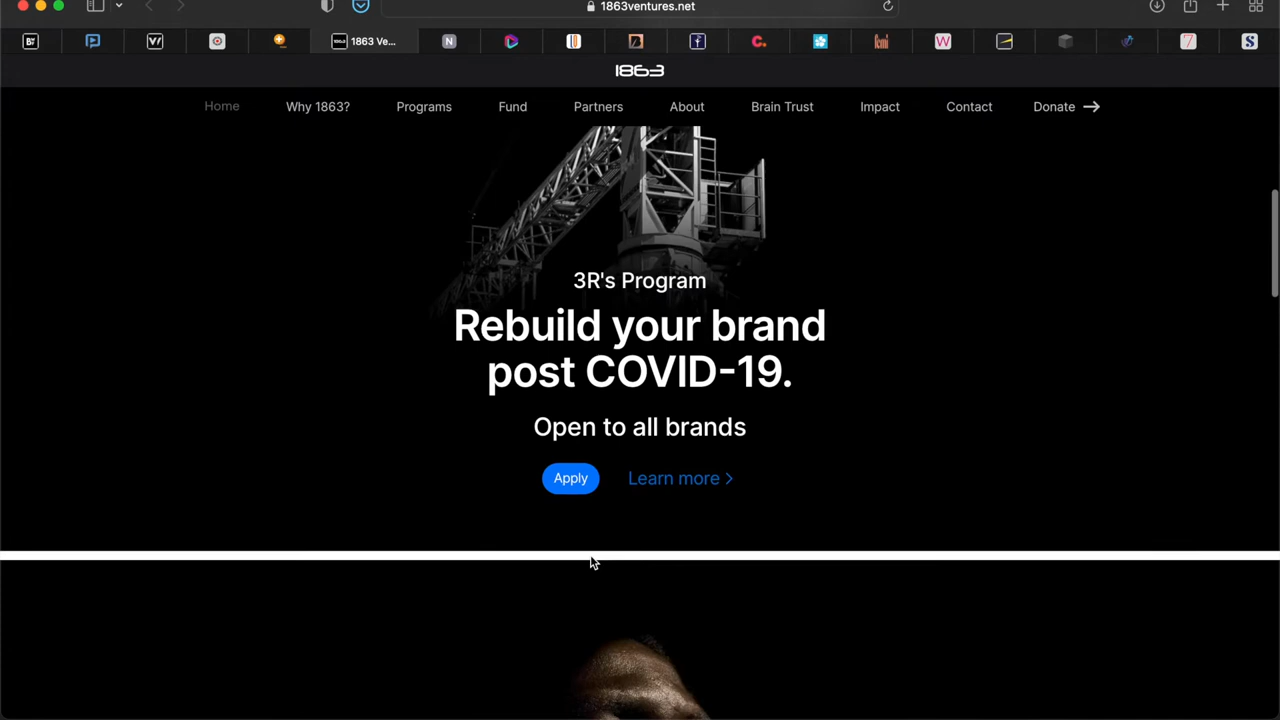 1863ventures.net
1863 Ve...
1863
Home Why 1863? Programs Fund Partners About Brain Trust Impact Contact Donate →
3R's Program
Rebuild your brand
post COVID-19.
Open to all brands
Apply Learn more >